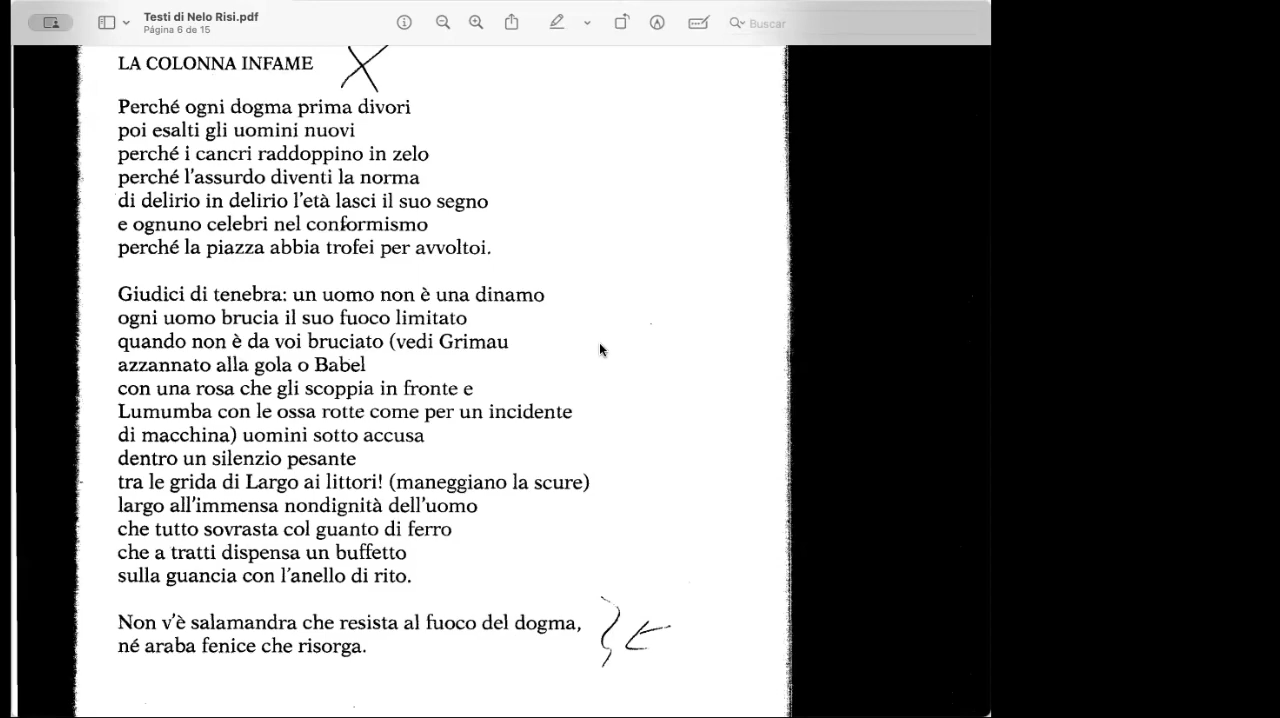 Testi di Nelo Risi.pdf
Página 6 de 15
Buscar
LA COLONNA INFAME
Perché ogni dogma prima divori
poi esalti gli uomini nuovi
perché i cancri raddoppino in zelo
perché l'assurdo diventi la norma
di delirio in delirio l'età lasci il suo segno
e ognuno celebri nel conformismo
perché la piazza abbia trofei per avvoltoi.
Giudici di tenebra: un uomo non è una dinamo
ogni uomo brucia il suo fuoco limitato
quando non è da voi bruciato (vedi Grimau
azzannato alla gola o Babel
con una rosa che gli scoppia in fronte e
Lumumba con le ossa rotte come per un incidente
di macchina) uomini sotto accusa
dentro un silenzio pesante
tra le grida di Largo ai littori! (maneggiano la scure)
largo all'immensa nondignità dell'uomo
che tutto sovrasta col guanto di ferro
che a tratti dispensa un buffetto
sulla guancia con l'anello di rito.
Non v'è salamandra che resista al fuoco del dogma,
né araba fenice che risorga.